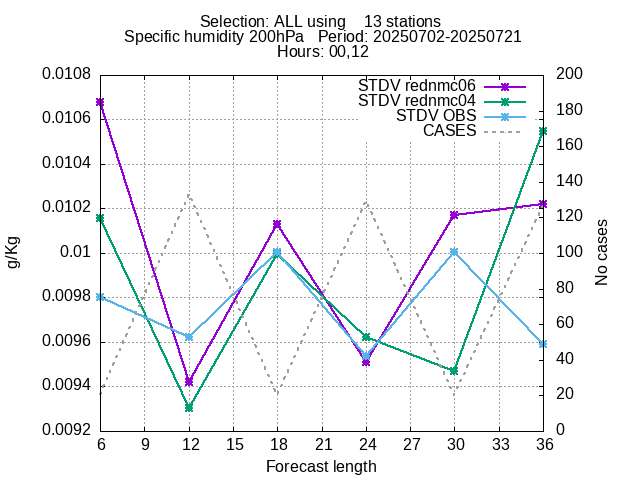 Selection: ALL using    13 stations
Specific humidity 200hPa   Period: 20250702-20250721
Hours: 00,12
STDV rednmc06
STDV rednmc04
STDV OBS
CASES
0.0108
0.0106
0.0104
0.0102
0.01
0.0098
0.0096
0.0094
0.0092
g/Kg
200
180
160
140
120
100
80
60
40
20
0
No cases
6 9 12 15 18 21 24 27 30 33 36
Forecast length